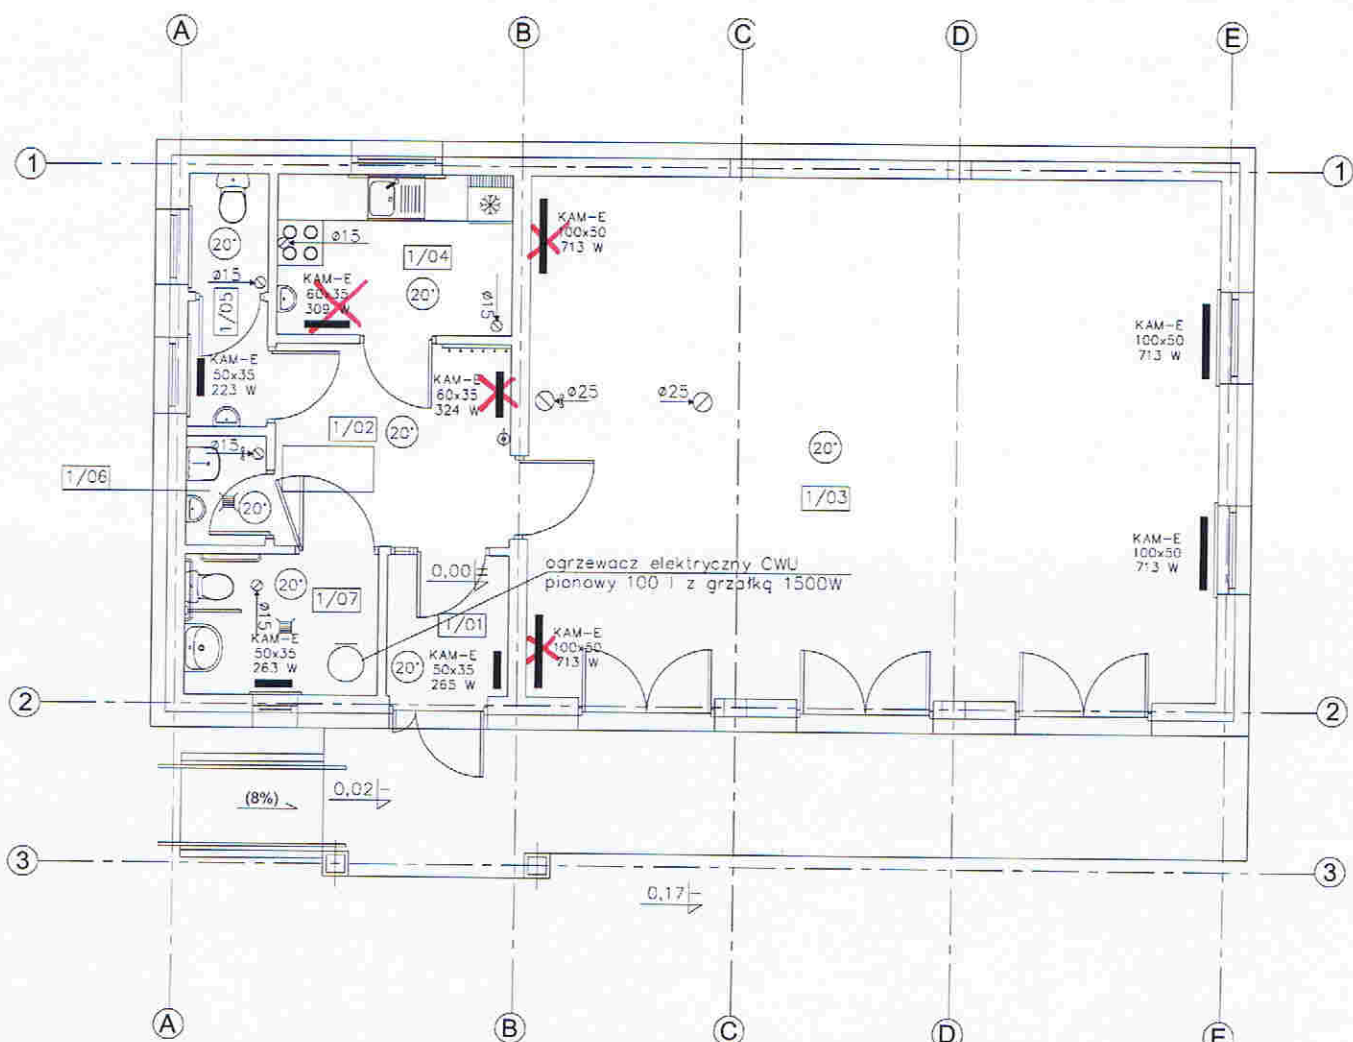 A
B
C
D
E
1
1
KAM-E
100x50
713 W
20°
ø15
1/04
ø15
KAM-E
60x35
309 W
20°
ø15
1/05
KAM-E
100x50
713 W
KAM-E
50x35
223 W
KAM-E
60x35
324 W
ø25
ø25
1/02
20°
20°
ø15
1/06
1/03
20°
KAM-E
100x50
713 W
ogrzewacz elektryczny CWU
pionowy 100 l z grzałką 1500W
0,00
20°
1/07
ø15
1/01
KAM-E
50x35
263 W
20°
KAM-E
50x35
265 W
KAM-E
100x50
713 W
2
2
0,02
(8%)
3
3
0,17
A
B
C
D
E